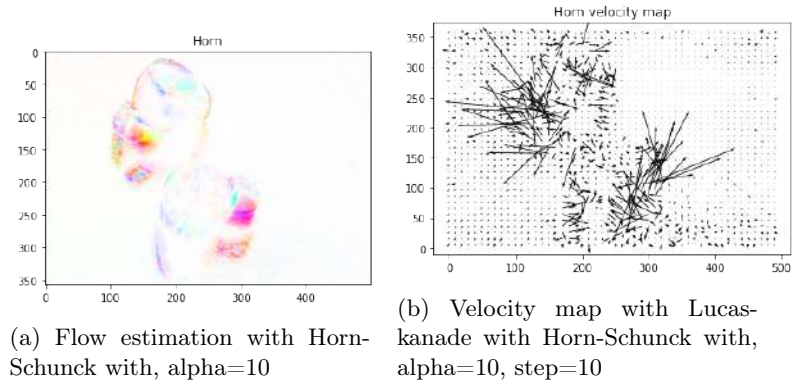 Horn
0
50
100
150
200
250
300
350
0 100 200 300 400
(a) Flow estimation with Horn-
Schunck with, alpha=10
Horn velocity map
350
300
250
200
150
100
50
0
0 100 200 300 400 500
(b) Velocity map with Lucas-
kanade with Horn-Schunck with,
alpha=10, step=10